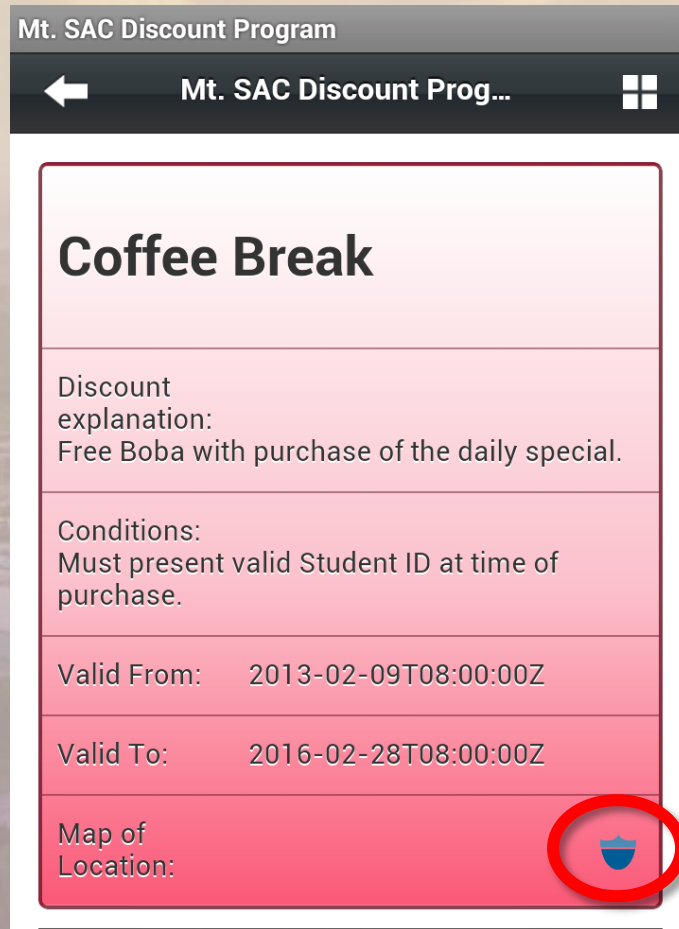 Mt. SAC Discount Program
Mt. SAC Discount Prog...
Coffee Break
Discount
explanation:
Free Boba with purchase of the daily special.
Conditions:
Must present valid Student ID at time of
purchase.
Valid From: 2013-02-09T08:00:00Z
Valid To: 2016-02-28T08:00:00Z
Map of
Location: